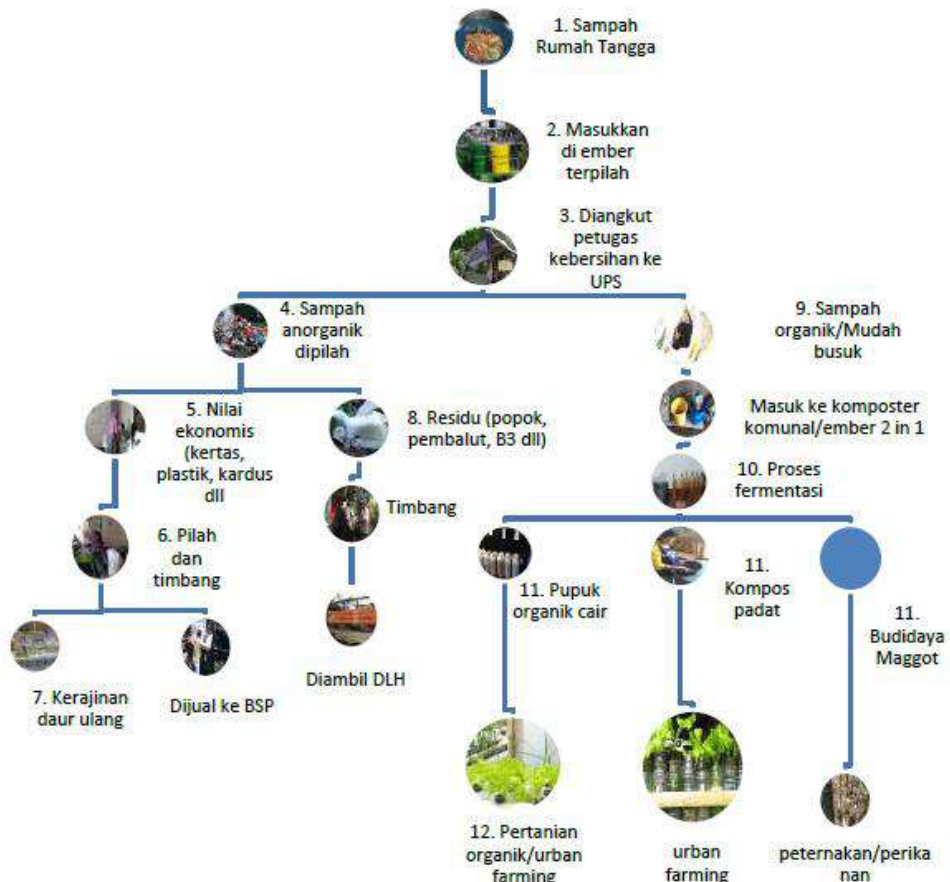 1. Sampah
Rumah Tangga
2. Masukkan
di ember
terpilah
3. Diangkut
petugas
kebersihan ke
UPS
4. Sampah
anorganik
dipilah
9. Sampah
organik/Mudah
busuk
5. Nilai
ekonomis
(kertas,
plastik, kardus
dll
8. Residu (popok,
pembalut, B3 dll)
Masuk ke komposter
komunal/ember 2 in 1
10. Proses
fermentasi
Timbang
6. Pilah
dan
timbang
11. Pupuk
organik cair
11.
Kompos
padat
11.
Budidaya
Maggot
7. Kerajinan
daur ulang
Dijual ke BSP
Diambil DLH
12. Pertanian
organik/urban
farming
urban
farming
peternakan/perika
nan